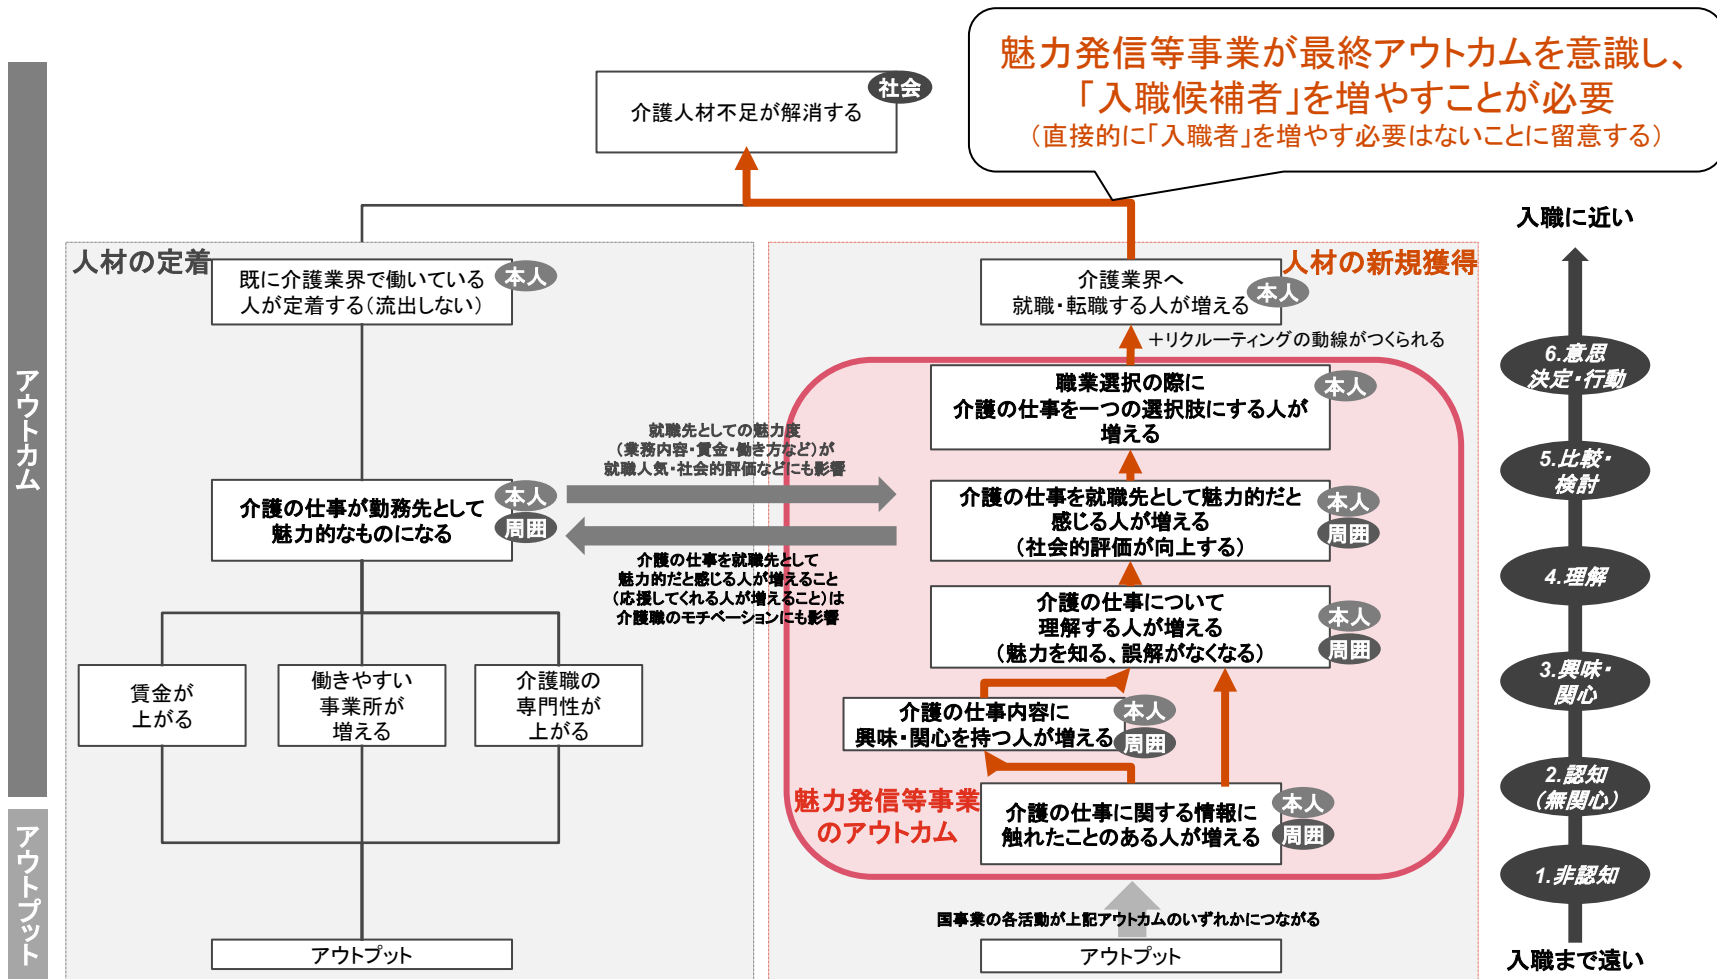 魅力発信等事業が最終アウトカムを意識し、
「入職候補者」を増やすことが必要
（直接的に「入職者」を増やす必要はないことに留意する）
社会
介護人材不足が解消する
アウトカム
アウトプット
人材の定着
既に介護業界で働いている
人が定着する（流出しない）
本人
介護の仕事が勤務先として
魅力的なものになる
本人
周囲
賃金が
上がる
働きやすい
事業所が
増える
介護職の
専門性が
上がる
アウトプット
就職先としての魅力度
（業務内容・賃金・働き方など）が
就職人気・社会的評価などにも影響
介護の仕事を就職先として
魅力的だと感じる人が増えること
（応援してくれる人が増えること）は
介護職のモチベーションにも影響
人材の新規獲得
介護業界へ
就職・転職する人が増える
本人
＋リクルーティングの動線がつくられる
職業選択の際に
介護の仕事を一つの選択肢にする人が
増える
本人
介護の仕事を就職先として魅力的だと
感じる人が増える
（社会的評価が向上する）
本人
周囲
介護の仕事について
理解する人が増える
（魅力を知る、誤解がなくなる）
本人
周囲
介護の仕事内容に
興味・関心を持つ人が増える
本人
周囲
魅力発信等事業
のアウトカム
介護の仕事に関する情報に
触れたことのある人が増える
本人
周囲
国事業の各活動が上記アウトカムのいずれかにつながる
アウトプット
入職に近い
6.意思
決定・行動
5.比較・
検討
4.理解
3.興味・
関心
2.認知
（無関心）
1.非認知
入職まで遠い